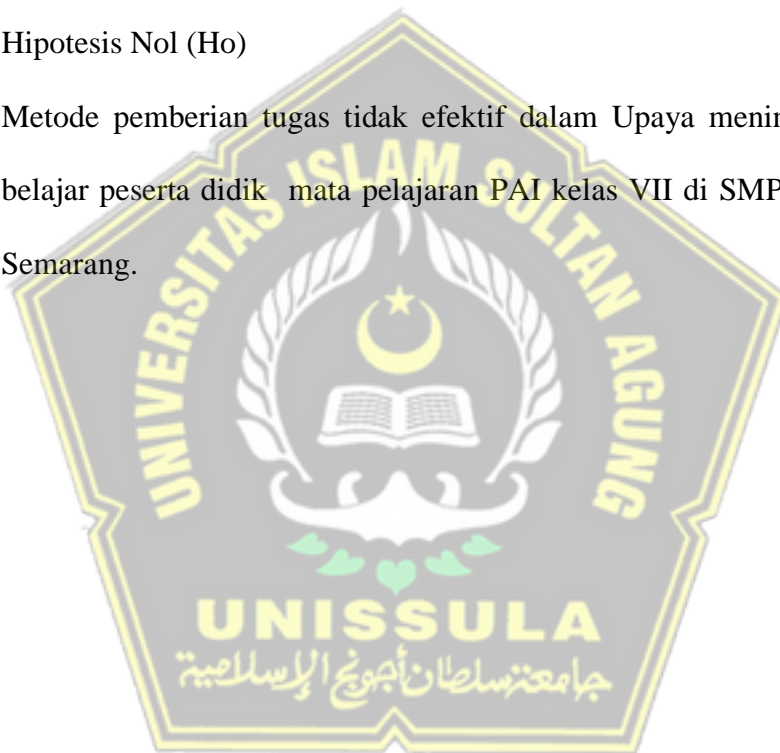 Hipotesis Nol (Ho)
Metode pemberian tugas tidak efektif dalam Upaya menin
belajar peserta didik mata pelajaran PAI kelas VII di SMP
Semarang.
UNIVERSITAS ISLAM SULTAN AGUNG
UNISSULA
جامعة سلطان أجونج الإسلامية